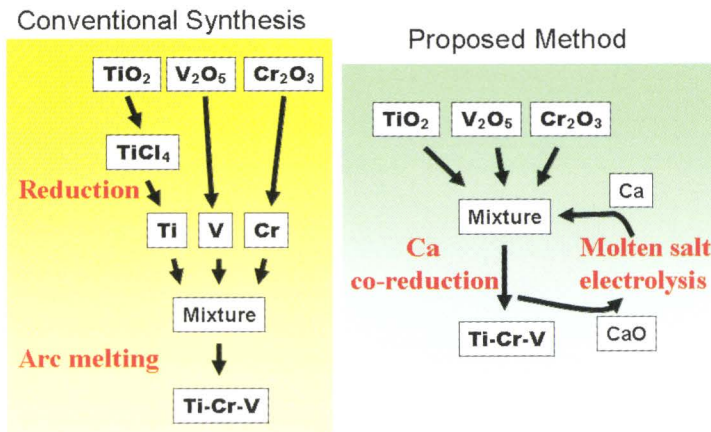 Conventional Synthesis
TiO₂ V₂O₅ Cr₂O₃
TiCl₄
Reduction
Ti V Cr
Mixture
Arc melting
Ti-Cr-V
Proposed Method
TiO₂ V₂O₅ Cr₂O₃
Ca
Mixture
Ca
co-reduction
Molten salt
electrolysis
Ti-Cr-V
CaO